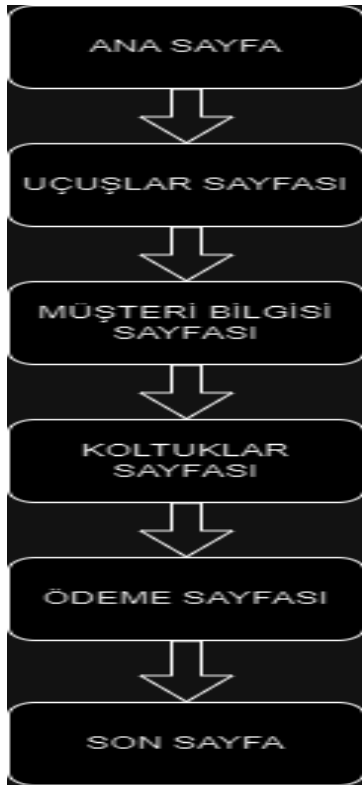 ANA SAYFA
UÇUŞLAR SAYFASI
MÜŞTERİ BİLGİSİ
SAYFASI
KOLTUKLAR
SAYFASI
ÖDEME SAYFASI
SON SAYFA